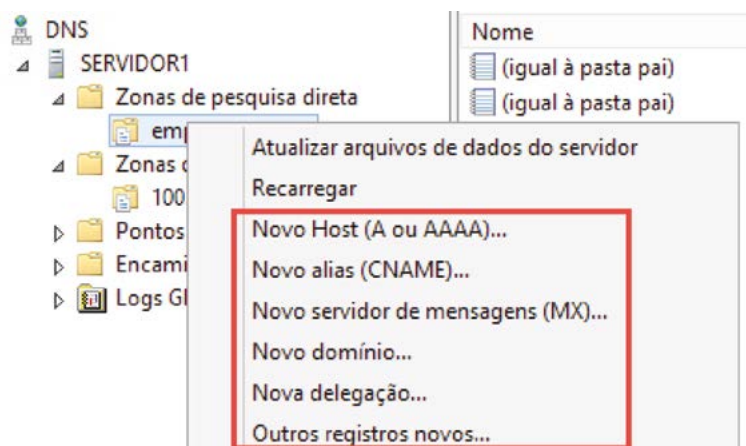 DNS
SERVIDOR1
Zonas de pesquisa direta
Zonas
100
Pontos
Encami
Logs
Nome
(igual à pasta pai)
(igual à pasta pai)
Atualizar arquivos de dados do servidor
Recarregar
Novo Host (A ou AAAA)...
Novo alias (CNAME)...
Novo servidor de mensagens (MX)...
Novo domínio...
Nova delegação...
Outros registros novos...